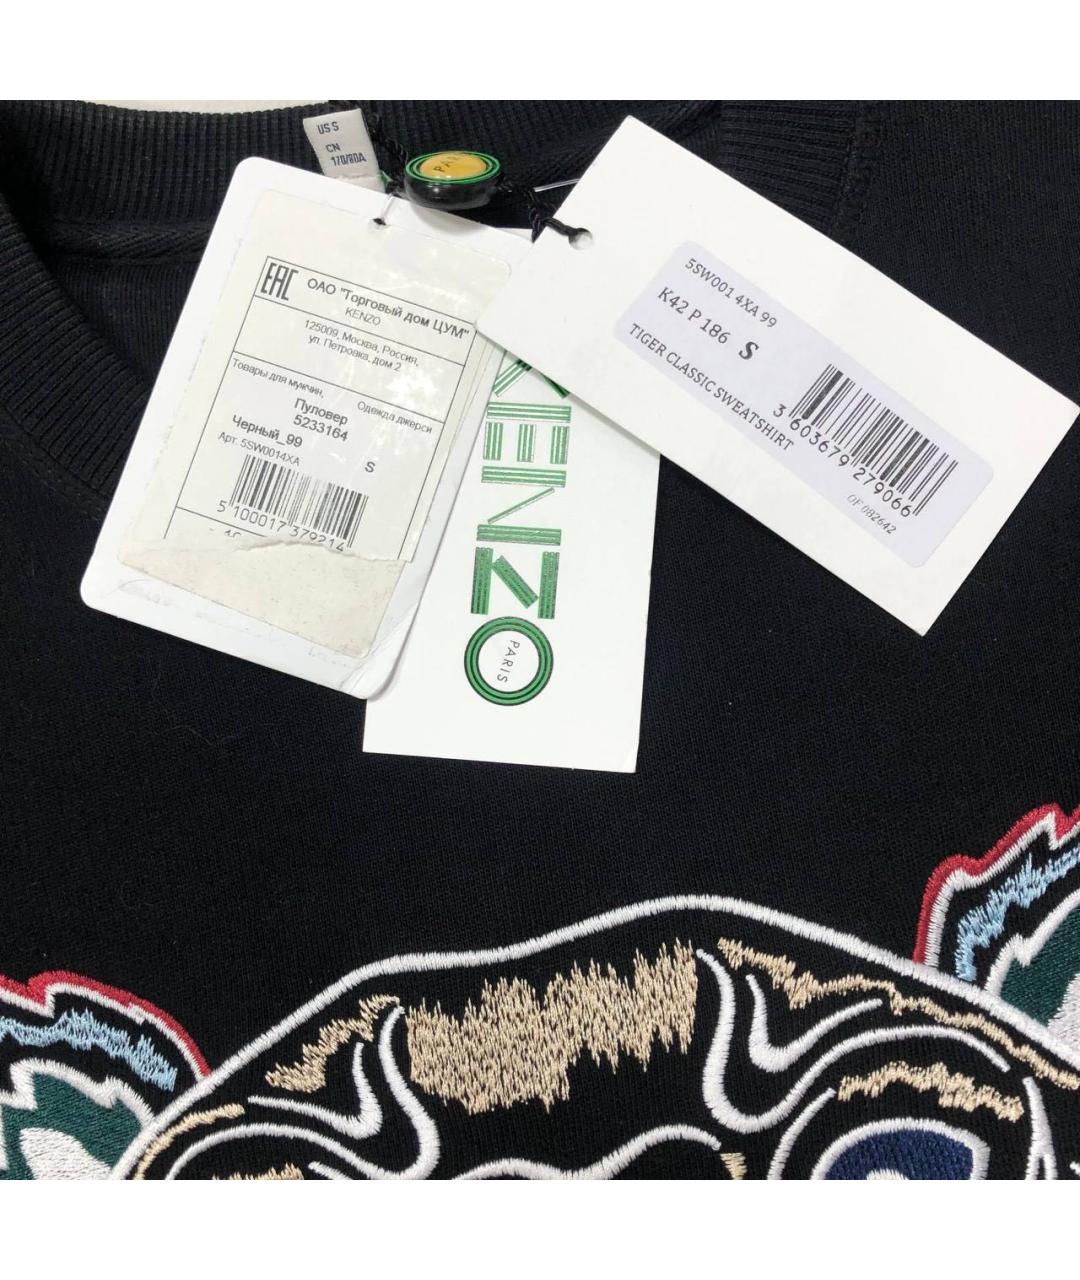 US S
CN
170/80A
PARIS
EAC
ОАО "Торговый дом ЦУМ"
KENZO
125009, Москва, Россия,
ул. Петровка, дом 2
Товары для мужчин,
Одежда джерси
Пуловер
5233164
Черный_99
Арт. 5SW0014XA
S
5 100017 379214
KENZO
PARIS
5SW001 4XA 99
K42 P 186 S
TIGER CLASSIC SWEATSHIRT
3 603679 279066
OF 082642